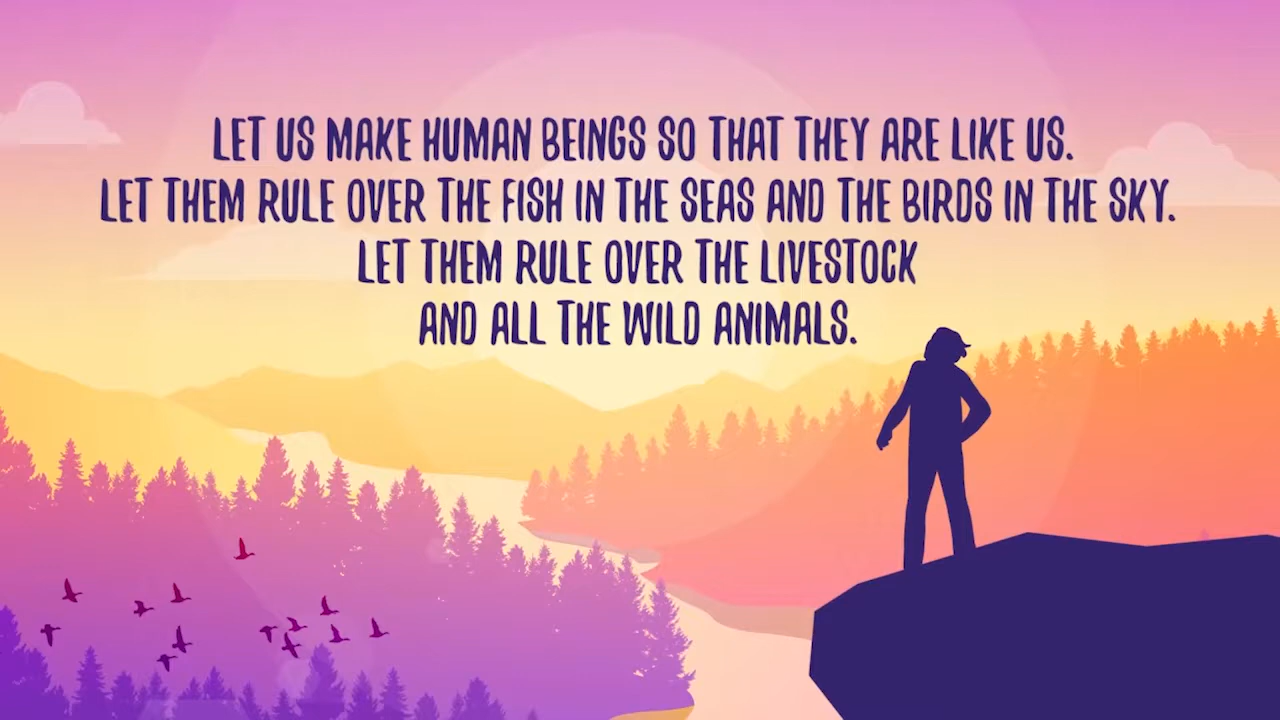 LET US MAKE HUMAN BEINGS SO THAT THEY ARE LIKE US.
LET THEM RULE OVER THE FISH IN THE SEAS AND THE BIRDS IN THE SKY.
LET THEM RULE OVER THE LIVESTOCK
AND ALL THE WILD ANIMALS.